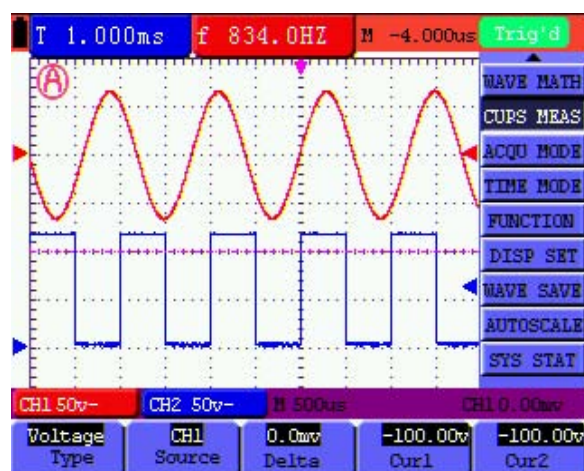 T 1.000ms f 834.0HZ M -4.000us Trig'd
A
WAVE MATH
CUPS MEAS
ACQU MODE
TIME MODE
FUNCTION
DISP SET
WAVE SAVE
AUTOSCALE
SYS STAT
CH1 50v~ CH2 50v~ M 500us CH1 0.00mv
Voltage CH1 0.0mv -100.00v -100.00v
Type Source Delta Cur1 Cur2